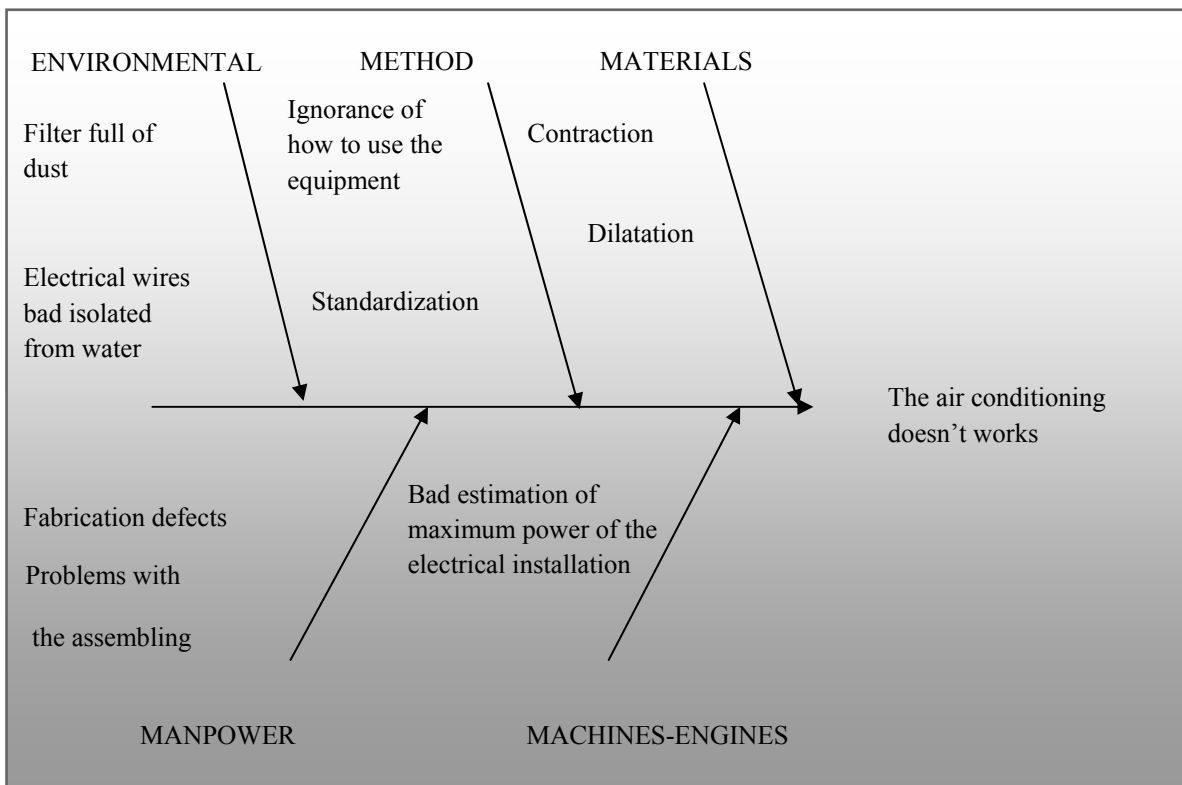 ENVIRONMENTAL
METHOD
MATERIALS
Filter full of
dust
Electrical wires
bad isolated
from water
Ignorance of
how to use the
equipment
Standardization
Contraction
Dilatation
The air conditioning
doesn’t works
Fabrication defects
Problems with
the assembling
Bad estimation of
maximum power of the
electrical installation
MANPOWER
MACHINES-ENGINES